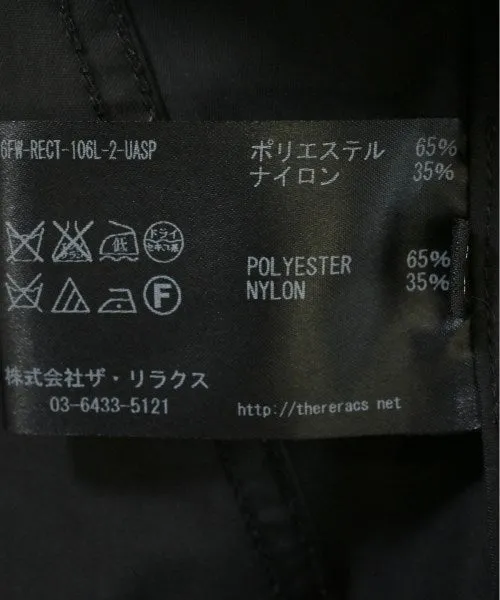 6FW-RECT-106L-2-UASP
ポリエステル 65%
ナイロン 35%
低
ドライ
POLYESTER 65%
NYLON 35%
F
株式会社ザ・リラクス
03-6433-5121
http://thereracs net